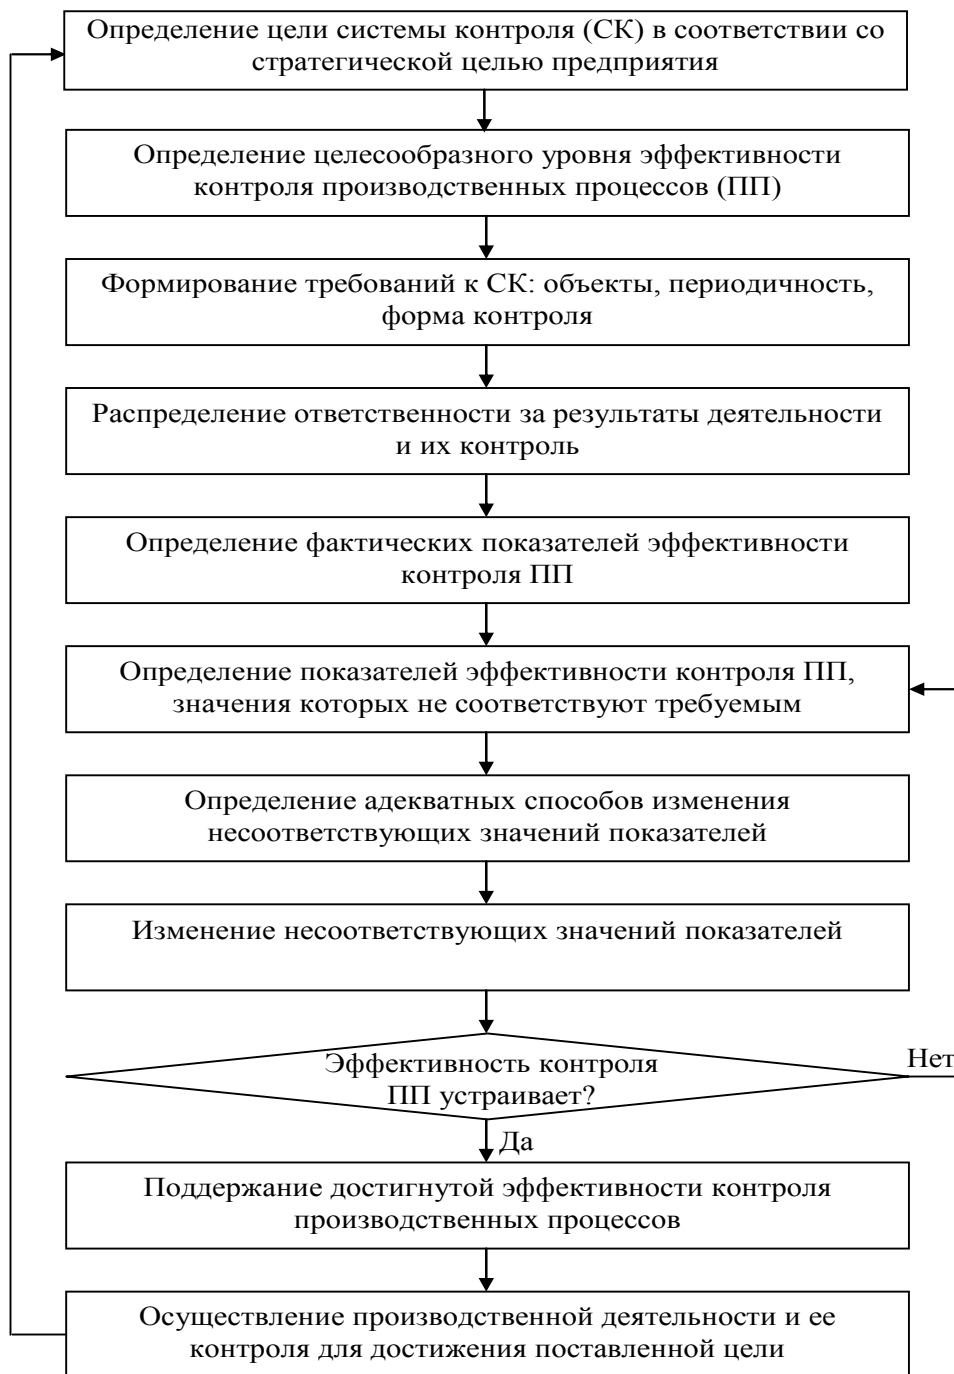 Определение цели системы контроля (СК) в соответствии со
стратегической целью предприятия
Определение целесообразного уровня эффективности
контроля производственных процессов (ПП)
Формирование требований к СК: объекты, периодичность,
форма контроля
Распределение ответственности за результаты деятельности
и их контроль
Определение фактических показателей эффективности
контроля ПП
Определение показателей эффективности контроля ПП,
значения которых не соответствуют требуемым
Определение адекватных способов изменения
несоответствующих значений показателей
Изменение несоответствующих значений показателей
Эффективность контроля
ПП устраивает?
Нет
Да
Поддержание достигнутой эффективности контроля
производственных процессов
Осуществление производственной деятельности и ее
контроля для достижения поставленной цели